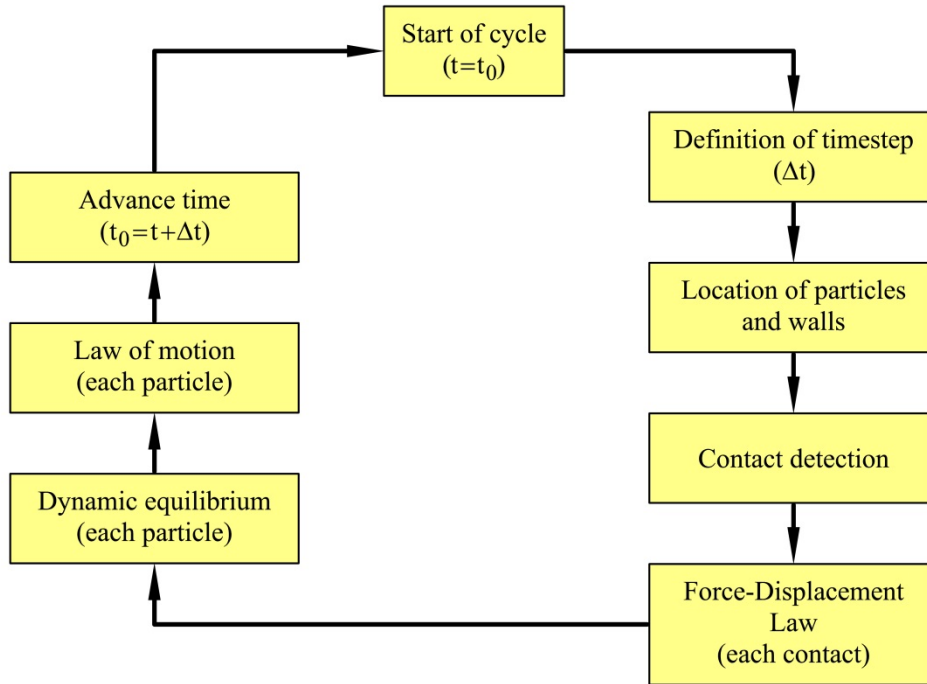 Start of cycle
(t=t₀)
Definition of timestep
(Δt)
Location of particles
and walls
Contact detection
Force-Displacement
Law
(each contact)
Dynamic equilibrium
(each particle)
Law of motion
(each particle)
Advance time
(t₀=t+Δt)